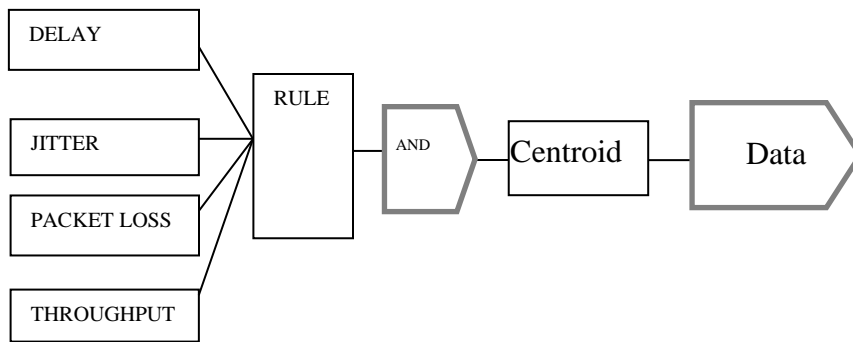 DELAY
JITTER
PACKET LOSS
THROUGHPUT
RULE
AND
Centroid
Data